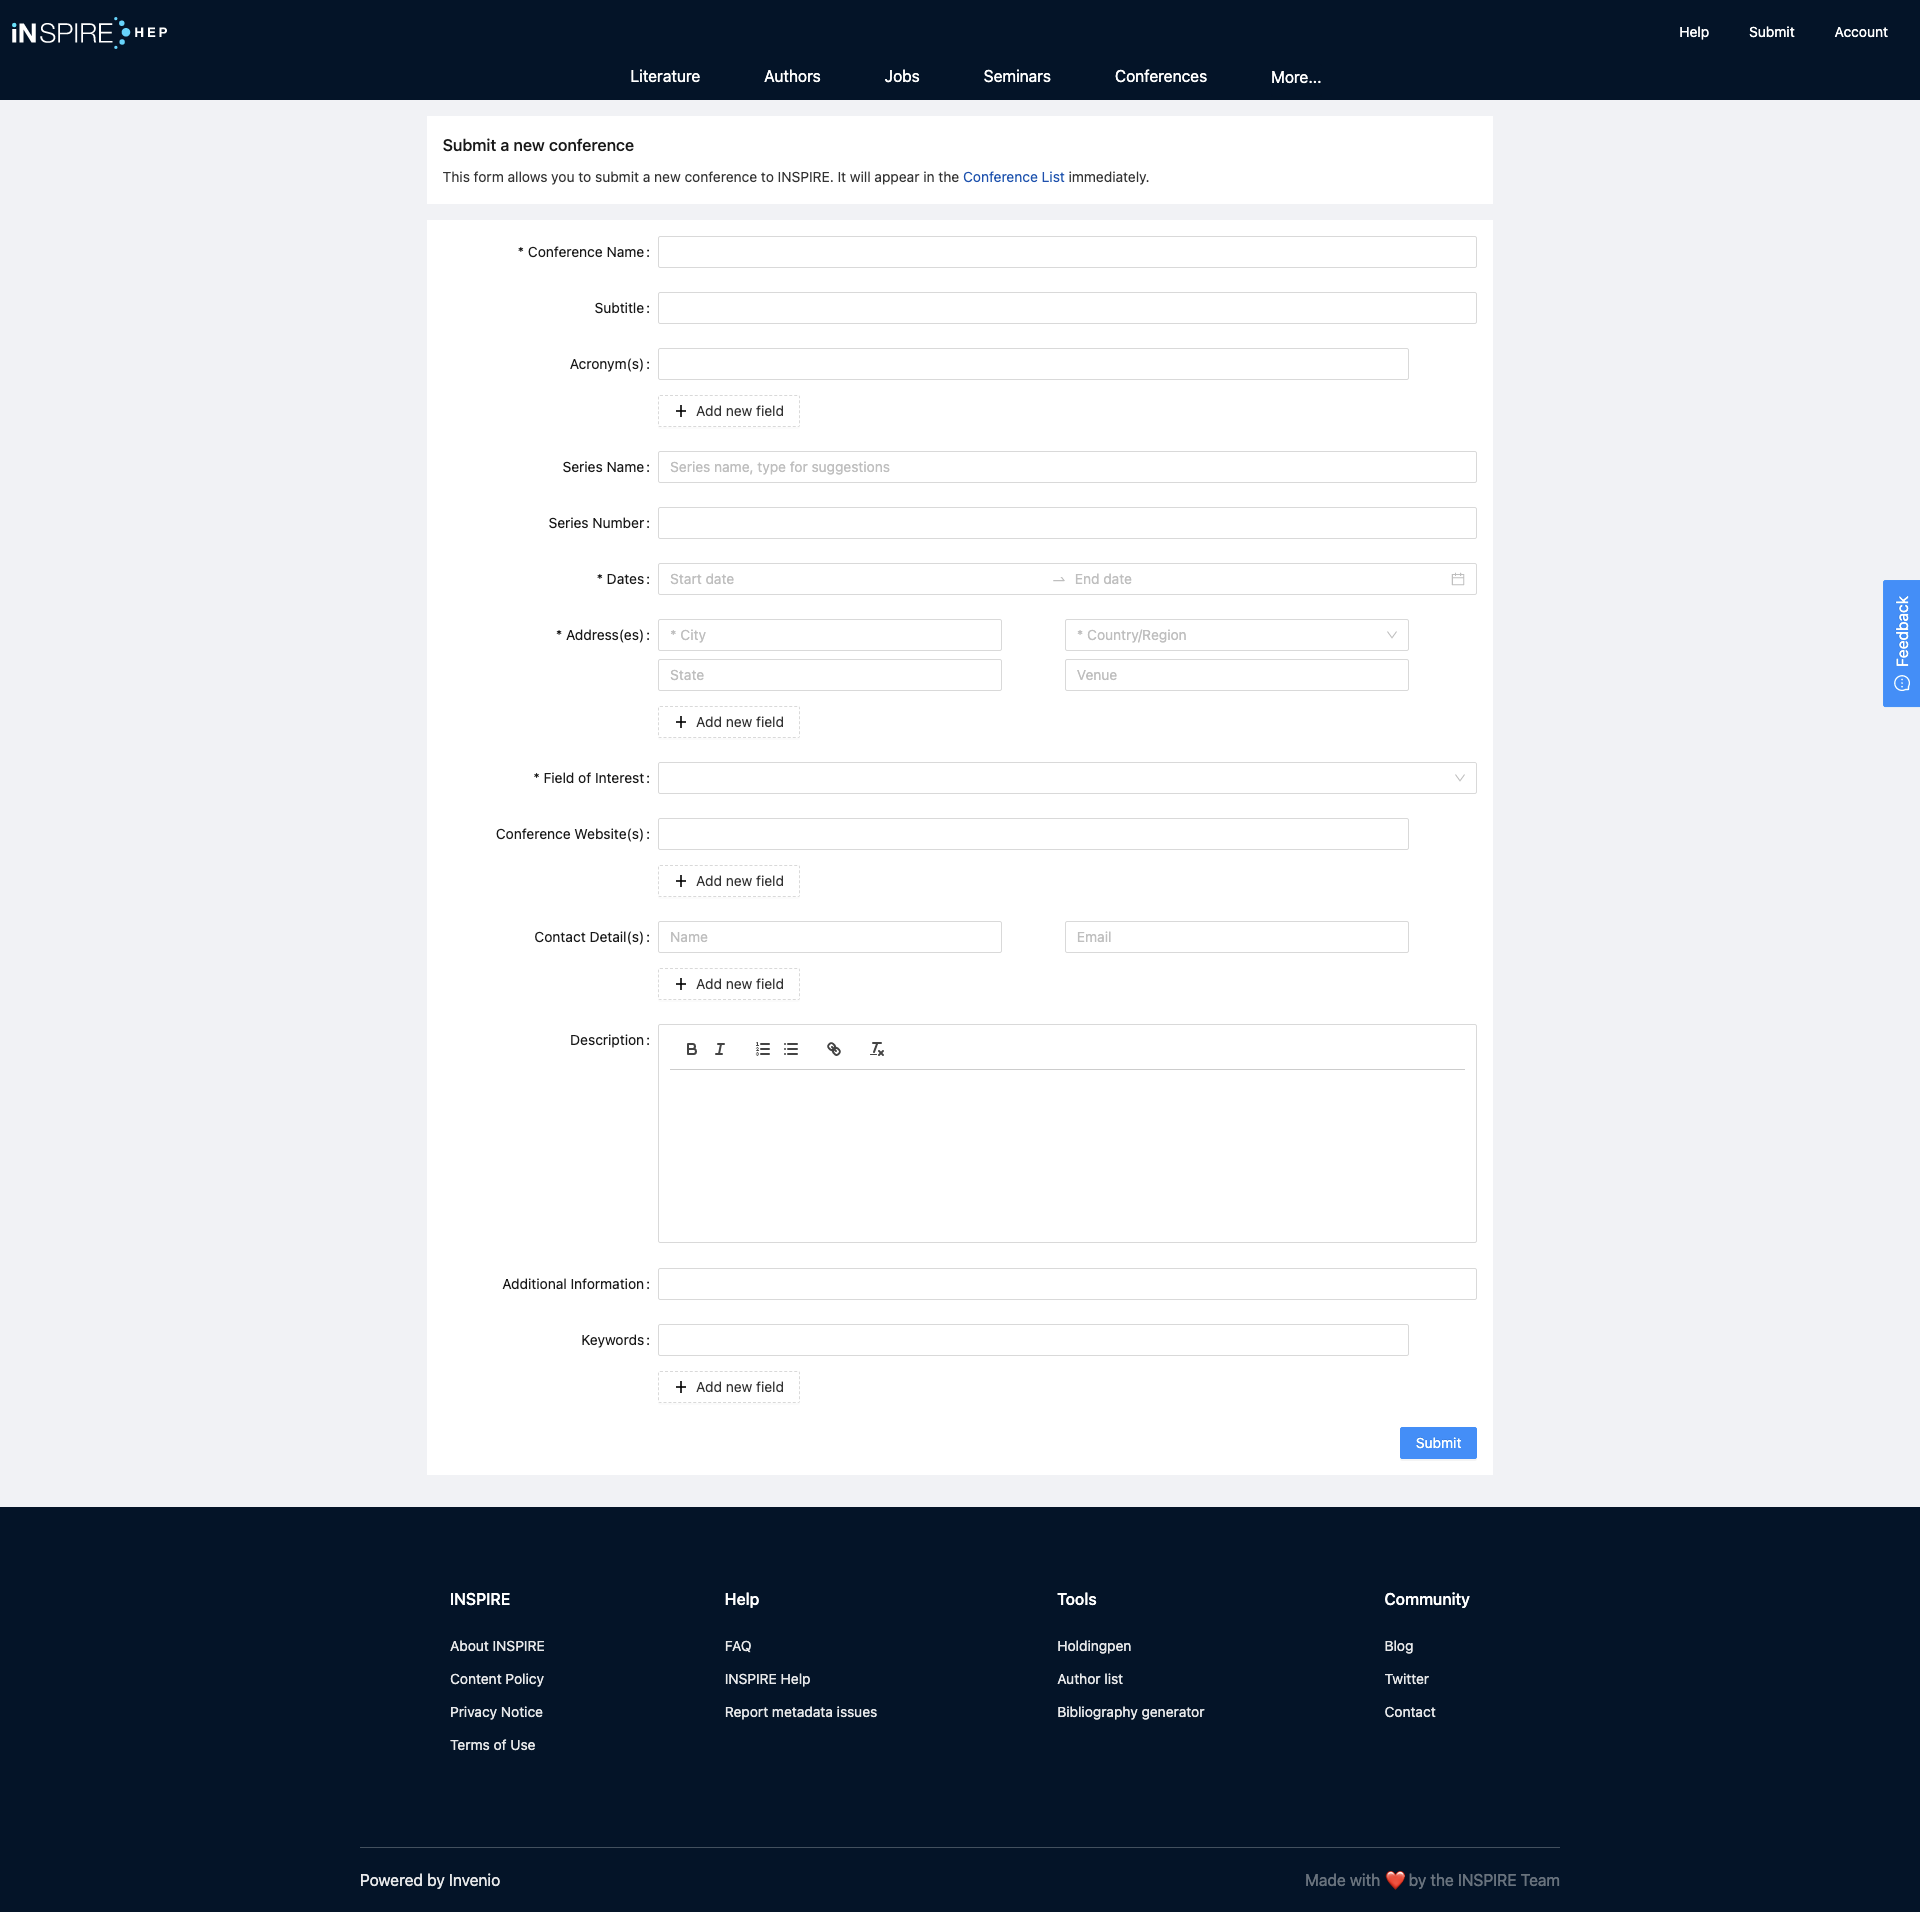 iNSPIRE HEP
Help Submit Account
Literature Authors Jobs Seminars Conferences More...
Submit a new conference
This form allows you to submit a new conference to INSPIRE. It will appear in the Conference List immediately.
* Conference Name:
Subtitle:
Acronym(s):
Add new field
Series Name: Series name, type for suggestions
Series Number:
* Dates: Start date End date
* Address(es): * City * Country/Region
State Venue
Add new field
* Field of Interest:
Conference Website(s):
Add new field
Contact Detail(s): Name Email
Add new field
Description:
Additional Information:
Keywords:
Add new field
Submit
Feedback
INSPIRE
About INSPIRE
Content Policy
Privacy Notice
Terms of Use
Help
FAQ
INSPIRE Help
Report metadata issues
Tools
Holdingpen
Author list
Bibliography generator
Community
Blog
Twitter
Contact
Powered by Invenio
Made with ❤️ by the INSPIRE Team